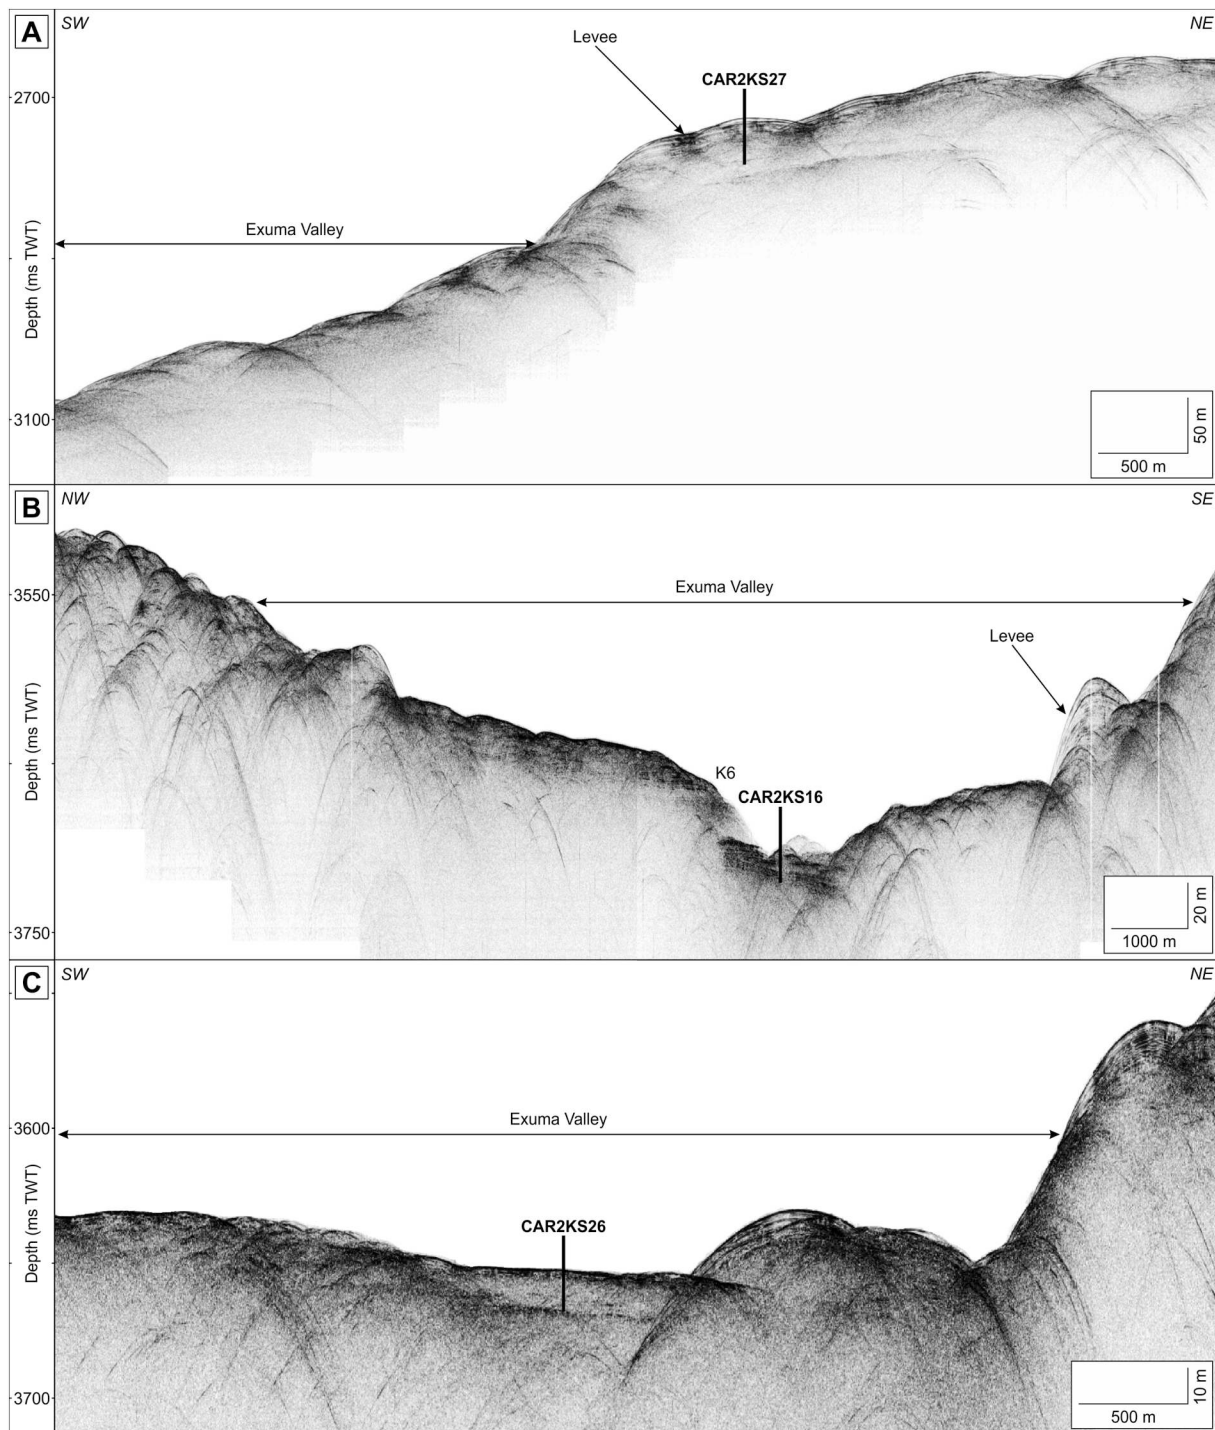 A
SW
NE
Levee
CAR2KS27
2700
Exuma Valley
Depth (ms TWT)
3100
50 m
500 m
B
NW
SE
3550
Exuma Valley
Levee
Depth (ms TWT)
K6
CAR2KS16
3750
20 m
1000 m
C
SW
NE
3600
Exuma Valley
Depth (ms TWT)
CAR2KS26
3700
10 m
500 m